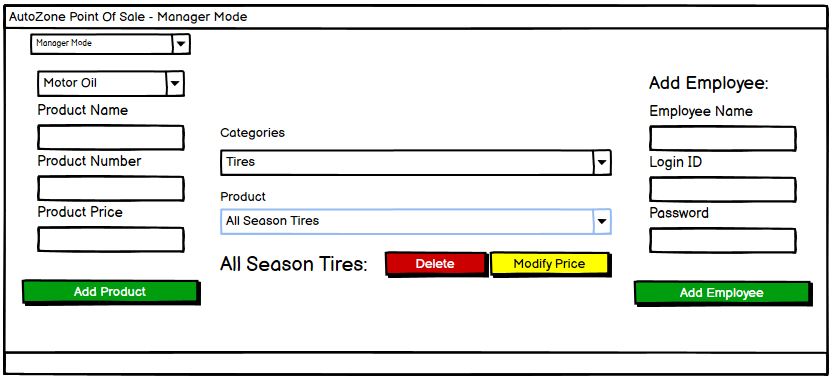 AutoZone Point Of Sale - Manager Mode
Manager Mode
Motor Oil
Product Name
Product Number
Product Price
Add Product
Categories
Tires
Product
All Season Tires
All Season Tires:
Delete
Modify Price
Add Employee:
Employee Name
Login ID
Password
Add Employee